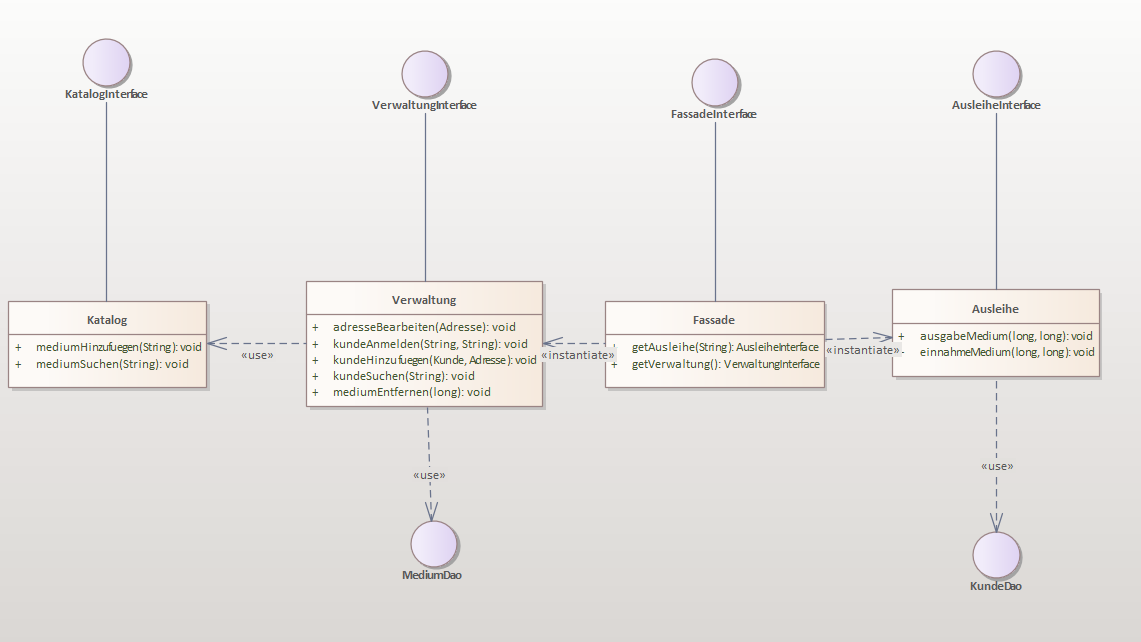 KatalogInterface
VerwaltungInterface
FassadeInterface
AusleiheInterface
Katalog
+ mediumHinzufuegen(String): void
+ mediumSuchen(String): void
«use»
Verwaltung
+ adresseBearbeiten(Adresse): void
+ kundeAnmelden(String, String): void
+ kundeHinzufuegen(Kunde, Adresse): void
+ kundeSuchen(String): void
+ mediumEntfernen(long): void
«instantiate»
Fassade
+ getAusleihe(String): AusleiheInterface
+ getVerwaltung(): VerwaltungInterface
«instantiate»
Ausleihe
+ ausgabeMedium(long, long): void
einnahmeMedium(long, long): void
«use»
«use»
MediumDao
KundeDao